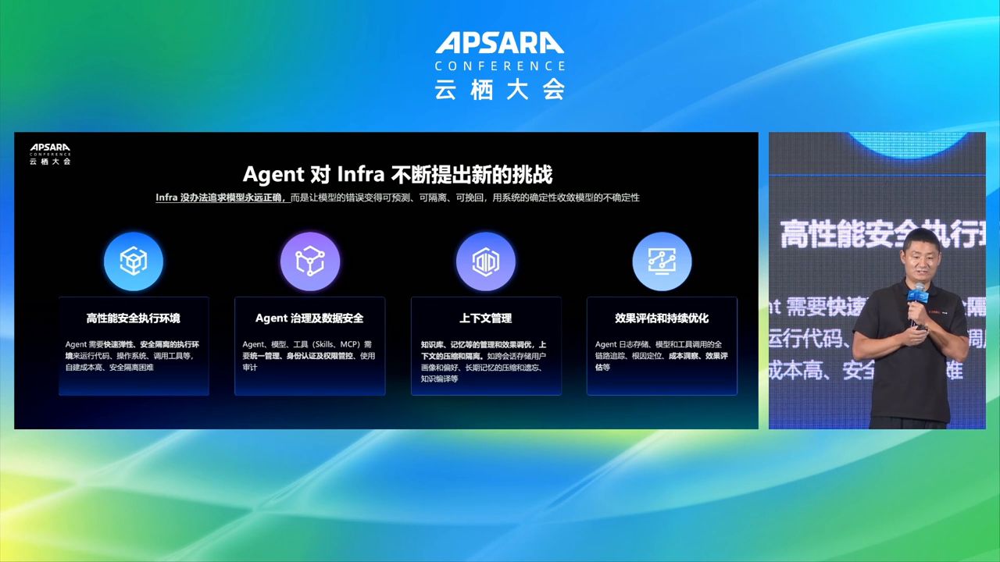 APSARA
CONFERENCE
云栖大会
APSARA
CONFERENCE
云栖大会
Agent 对 Infra 不断提出新的挑战
Infra 没办法追求模型永远正确，而是让模型的错误变得可预测、可隔离、可挽回，用系统的确定性收敛模型的不确定性
高性能安全执行环境
Agent 需要快速弹性、安全隔离的执行环
境来运行代码、操作系统、调用工具等，
自建成本高、安全隔离困难
Agent 治理及数据安全
Agent、模型、工具（Skills、MCP）需
要统一管理、身份认证及权限管控、使用
审计
上下文管理
知识库、记忆等的管理和效果调优，上
下文的压缩和隔离。如跨会话存储用户
画像和偏好、长期记忆的压缩和遗忘、
知识编译等
效果评估和持续优化
Agent 日志存储、模型和工具调用的全
链路追踪、根因定位、成本洞察、效果评
估等
高性能安全执行
nt 需要快速
运行代码、
成本高、安全
难